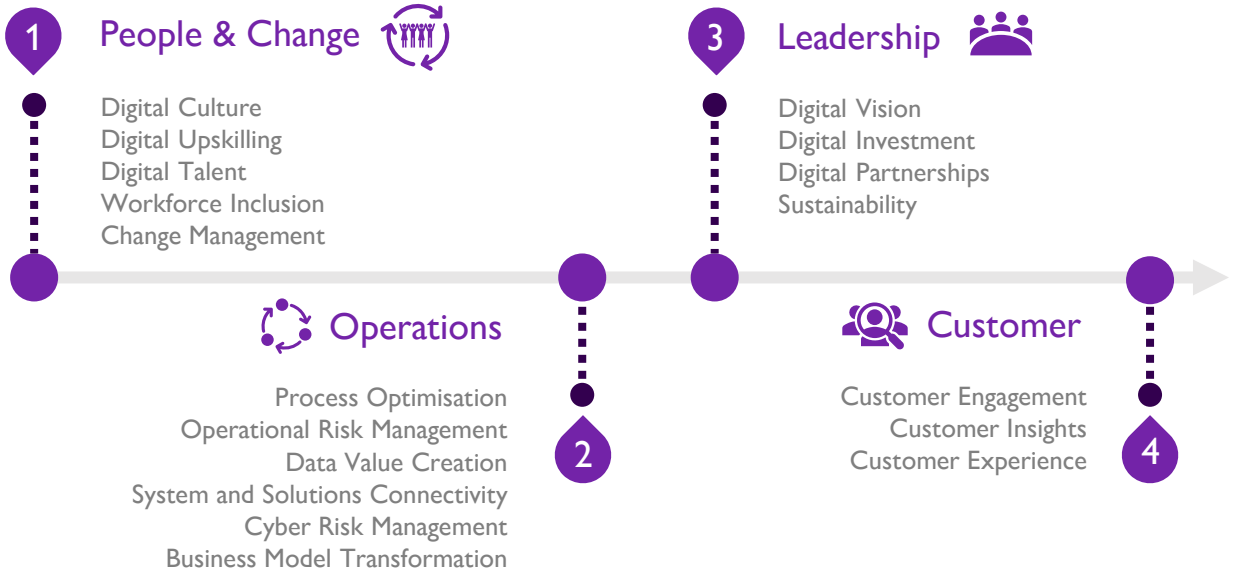 1
People & Change
Digital Culture
Digital Upskilling
Digital Talent
Workforce Inclusion
Change Management
Operations
Process Optimisation
Operational Risk Management
Data Value Creation
System and Solutions Connectivity
Cyber Risk Management
Business Model Transformation
2
3
Leadership
Digital Vision
Digital Investment
Digital Partnerships
Sustainability
Customer
Customer Engagement
Customer Insights
Customer Experience
4